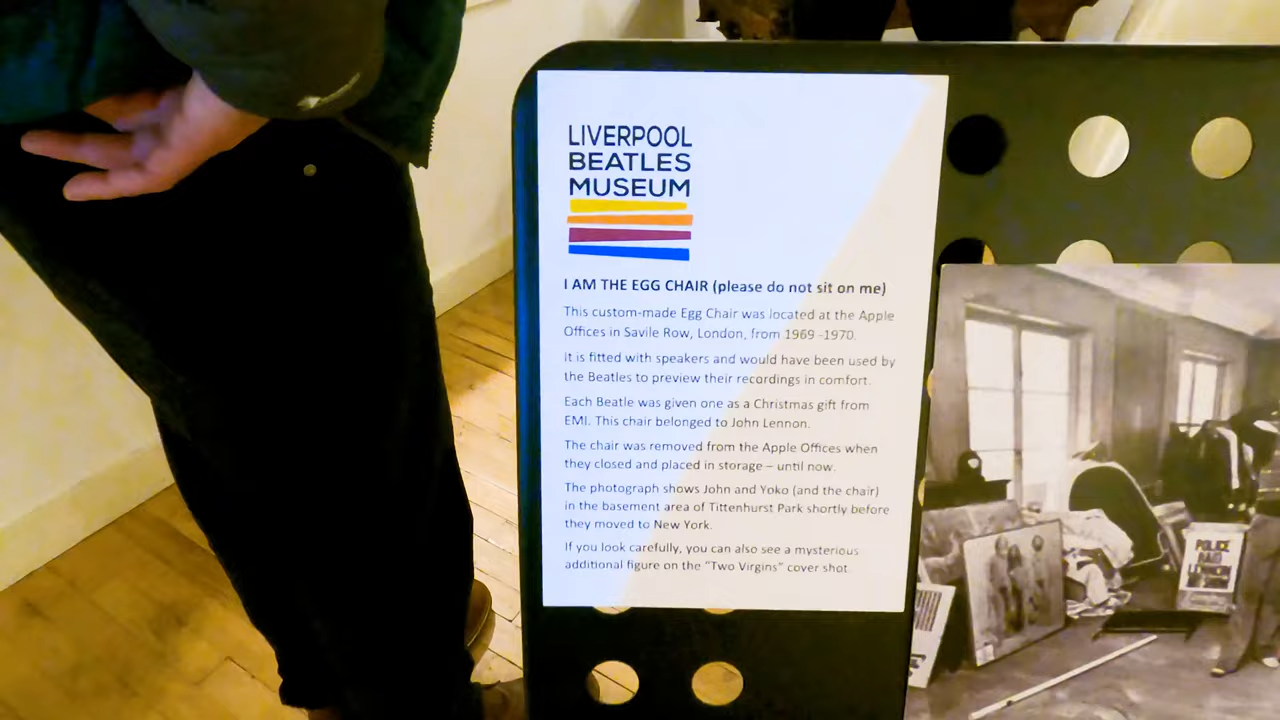 LIVERPOOL
BEATLES
MUSEUM
I AM THE EGG CHAIR (please do not sit on me)
This custom-made Egg Chair was located at the Apple
Offices in Savile Row, London, from 1969 -1970.
It is fitted with speakers and would have been used by
the Beatles to preview their recordings in comfort.
Each Beatle was given one as a Christmas gift from
EMI. This chair belonged to John Lennon.
The chair was removed from the Apple Offices when
they closed and placed in storage – until now.
The photograph shows John and Yoko (and the chair)
in the basement area of Tittenhurst Park shortly before
they moved to New York.
If you look carefully, you can also see a mysterious
additional figure on the "Two Virgins" cover shot.
POLICE
RAID
LONDON